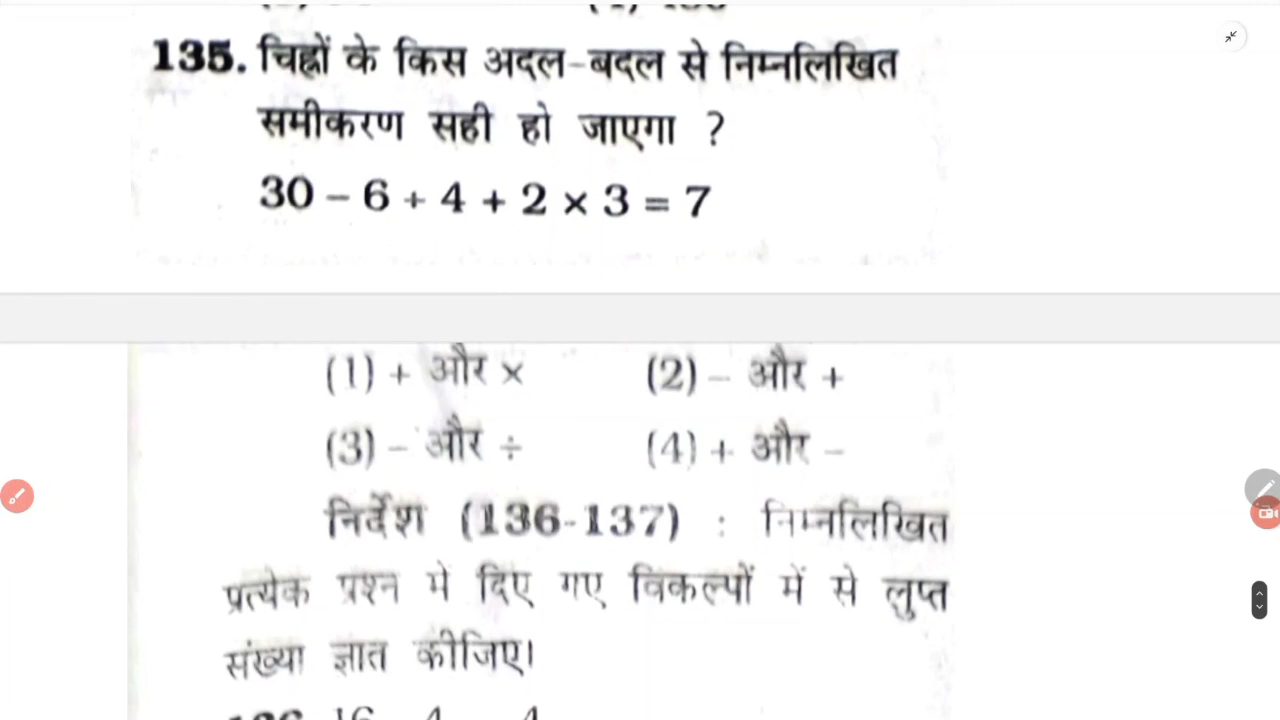 135. चिह्नों के किस अदल-बदल से निम्नलिखित
समीकरण सही हो जाएगा ?
30 – 6 + 4 + 2 × 3 = 7
(1) + और × (2) – और +
(3) – और ÷ (4) + और –
निर्देश (136-137) : निम्नलिखित
प्रत्येक प्रश्न में दिए गए विकल्पों में से लुप्त
संख्या ज्ञात कीजिए।